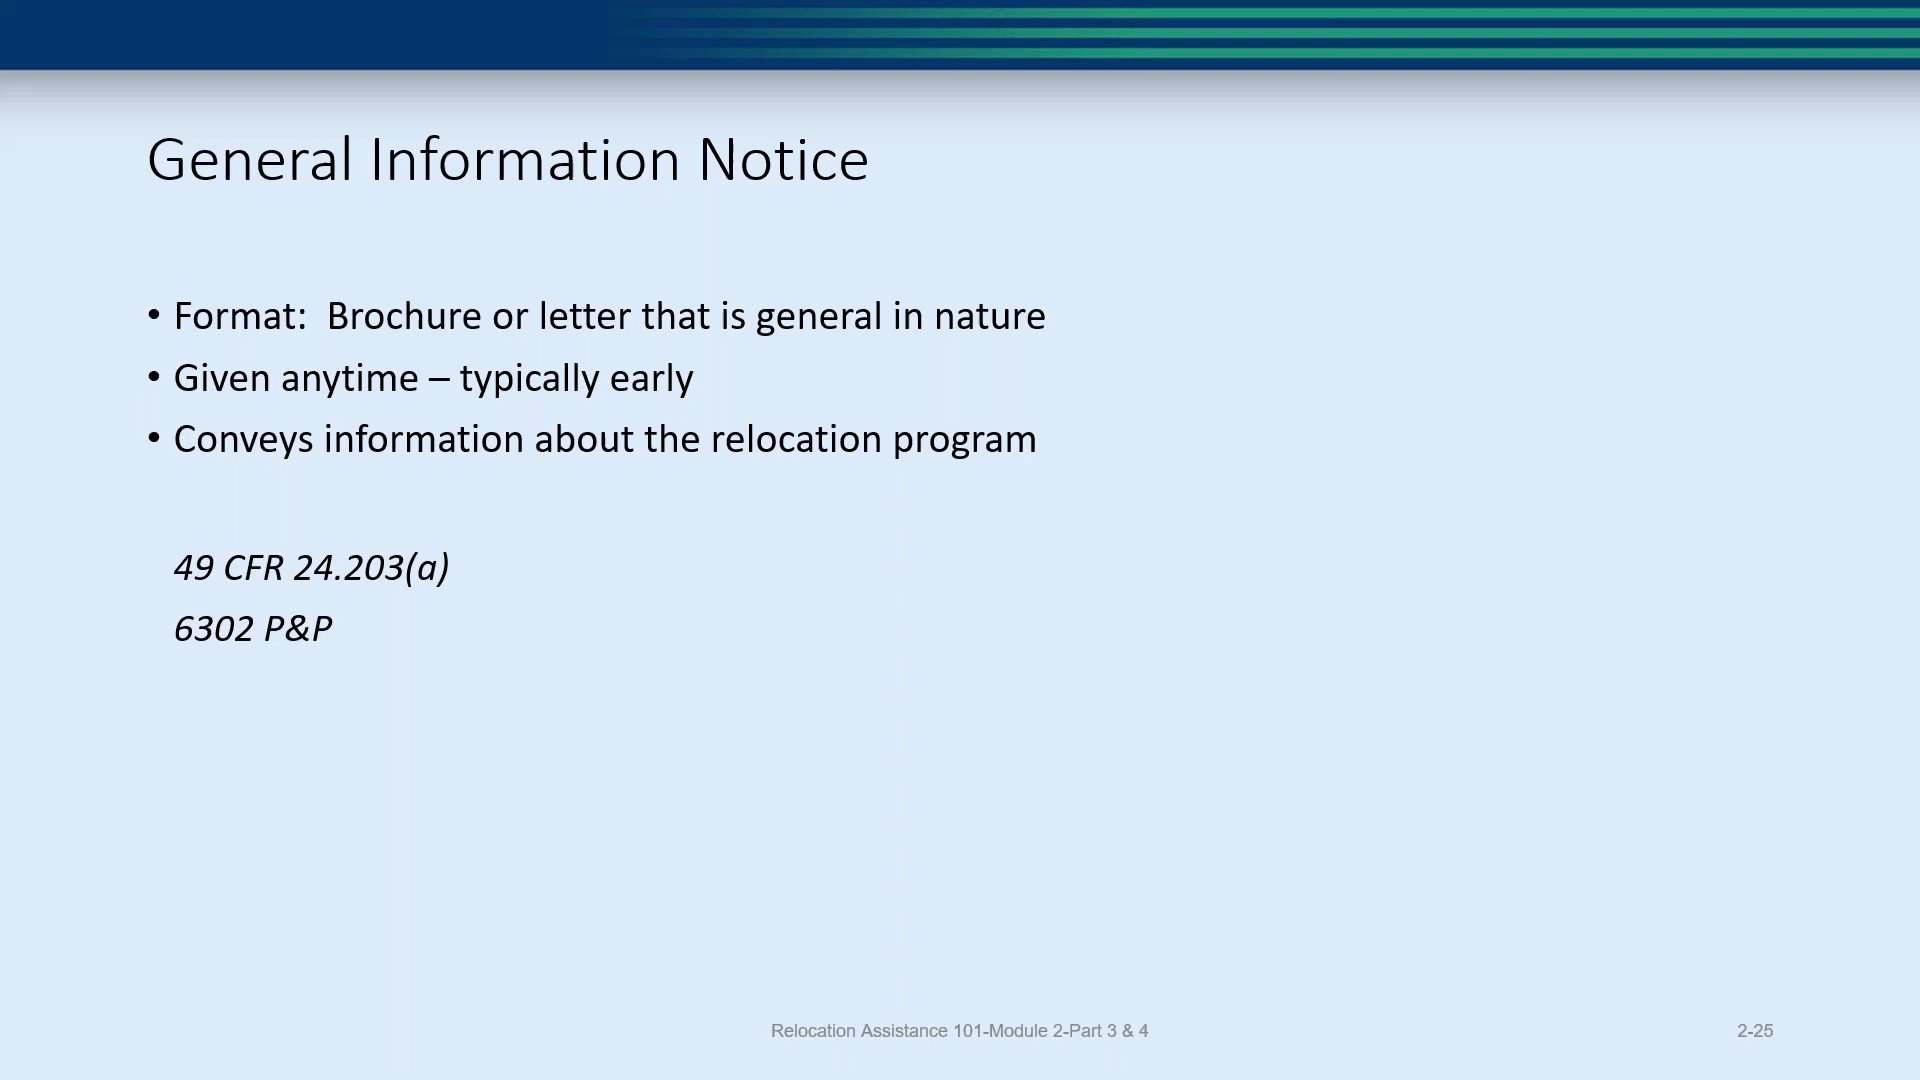 General Information Notice
• Format:  Brochure or letter that is general in nature
• Given anytime – typically early
• Conveys information about the relocation program
49 CFR 24.203(a)
6302 P&P
Relocation Assistance 101-Module 2-Part 3 & 4
2-25